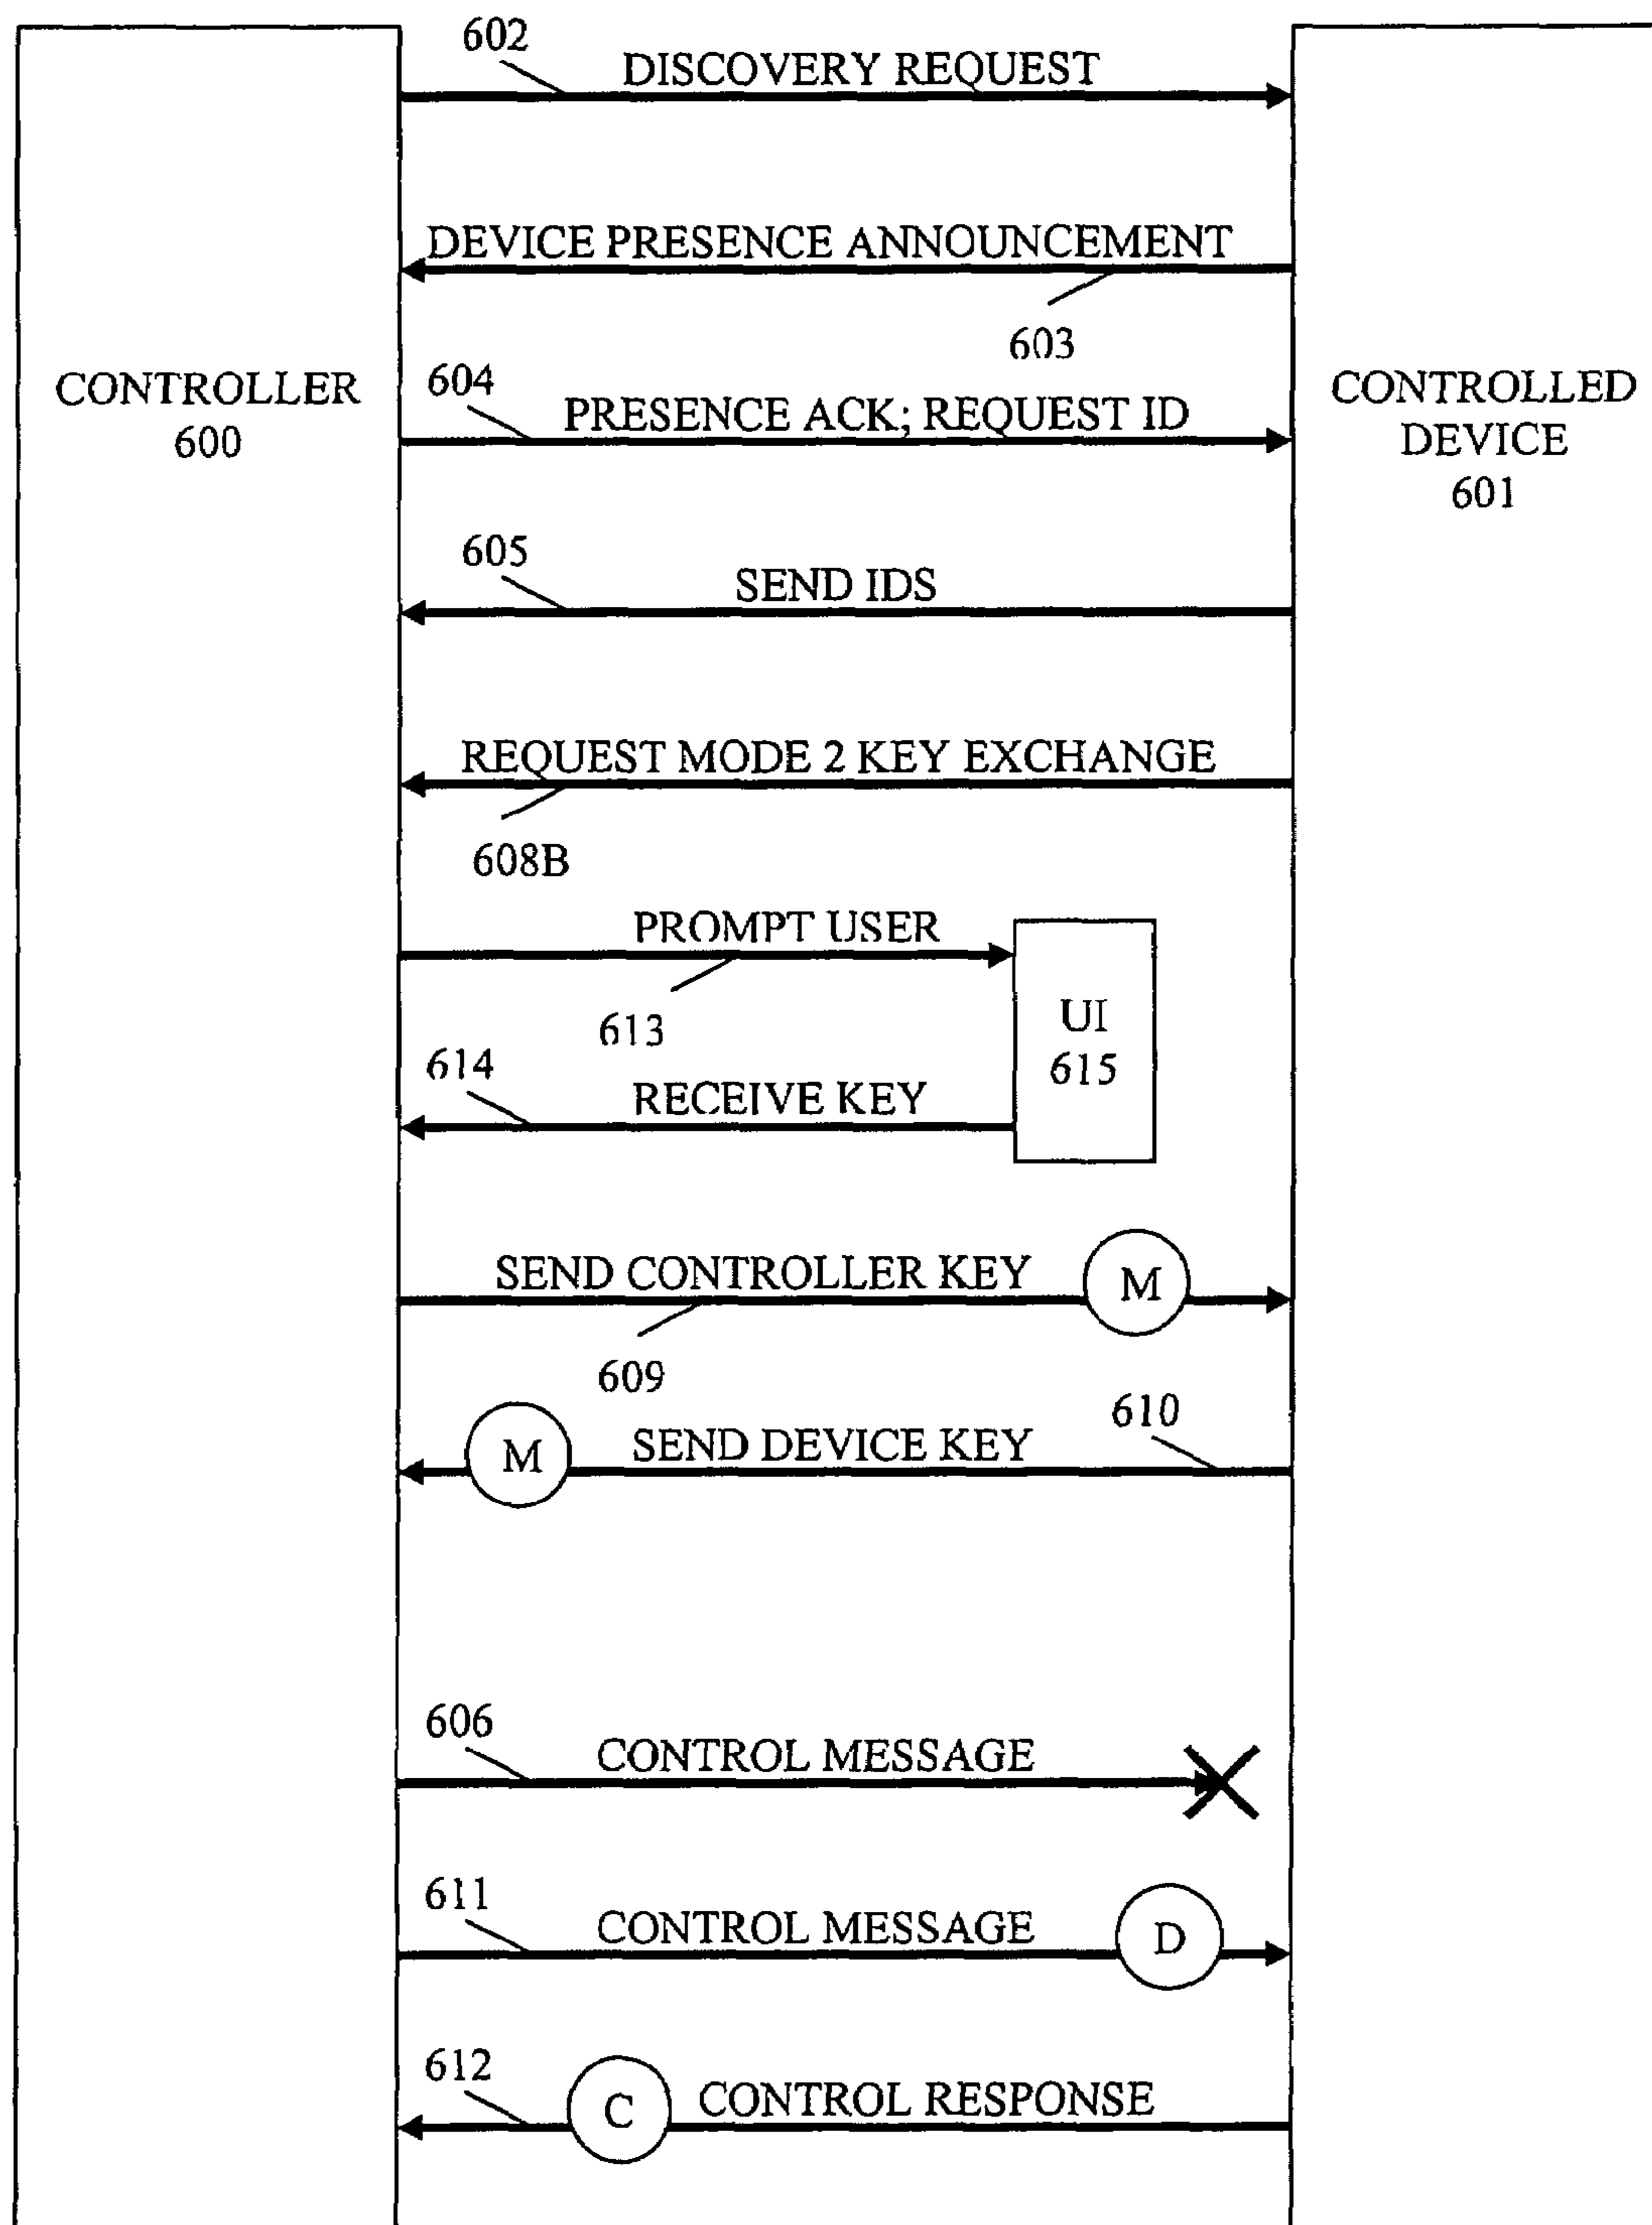 602
DISCOVERY REQUEST
DEVICE PRESENCE ANNOUNCEMENT
603
CONTROLLER
600
604
PRESENCE ACK; REQUEST ID
CONTROLLED
DEVICE
601
605
SEND IDS
REQUEST MODE 2 KEY EXCHANGE
608B
PROMPT USER
613
UI
615
614
RECEIVE KEY
SEND CONTROLLER KEY
M
609
610
M
SEND DEVICE KEY
606
CONTROL MESSAGE
611
CONTROL MESSAGE
D
612
C
CONTROL RESPONSE